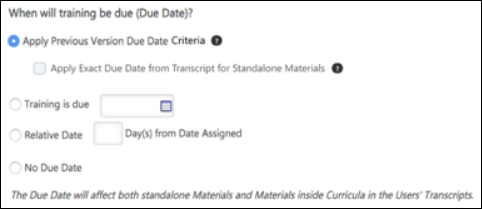 When will training be due (Due Date)?
Apply Previous Version Due Date Criteria ?
Apply Exact Due Date from Transcript for Standalone Materials ?
Training is due
Relative Date Day(s) from Date Assigned
No Due Date
The Due Date will affect both standalone Materials and Materials inside Curricula in the Users' Transcripts.